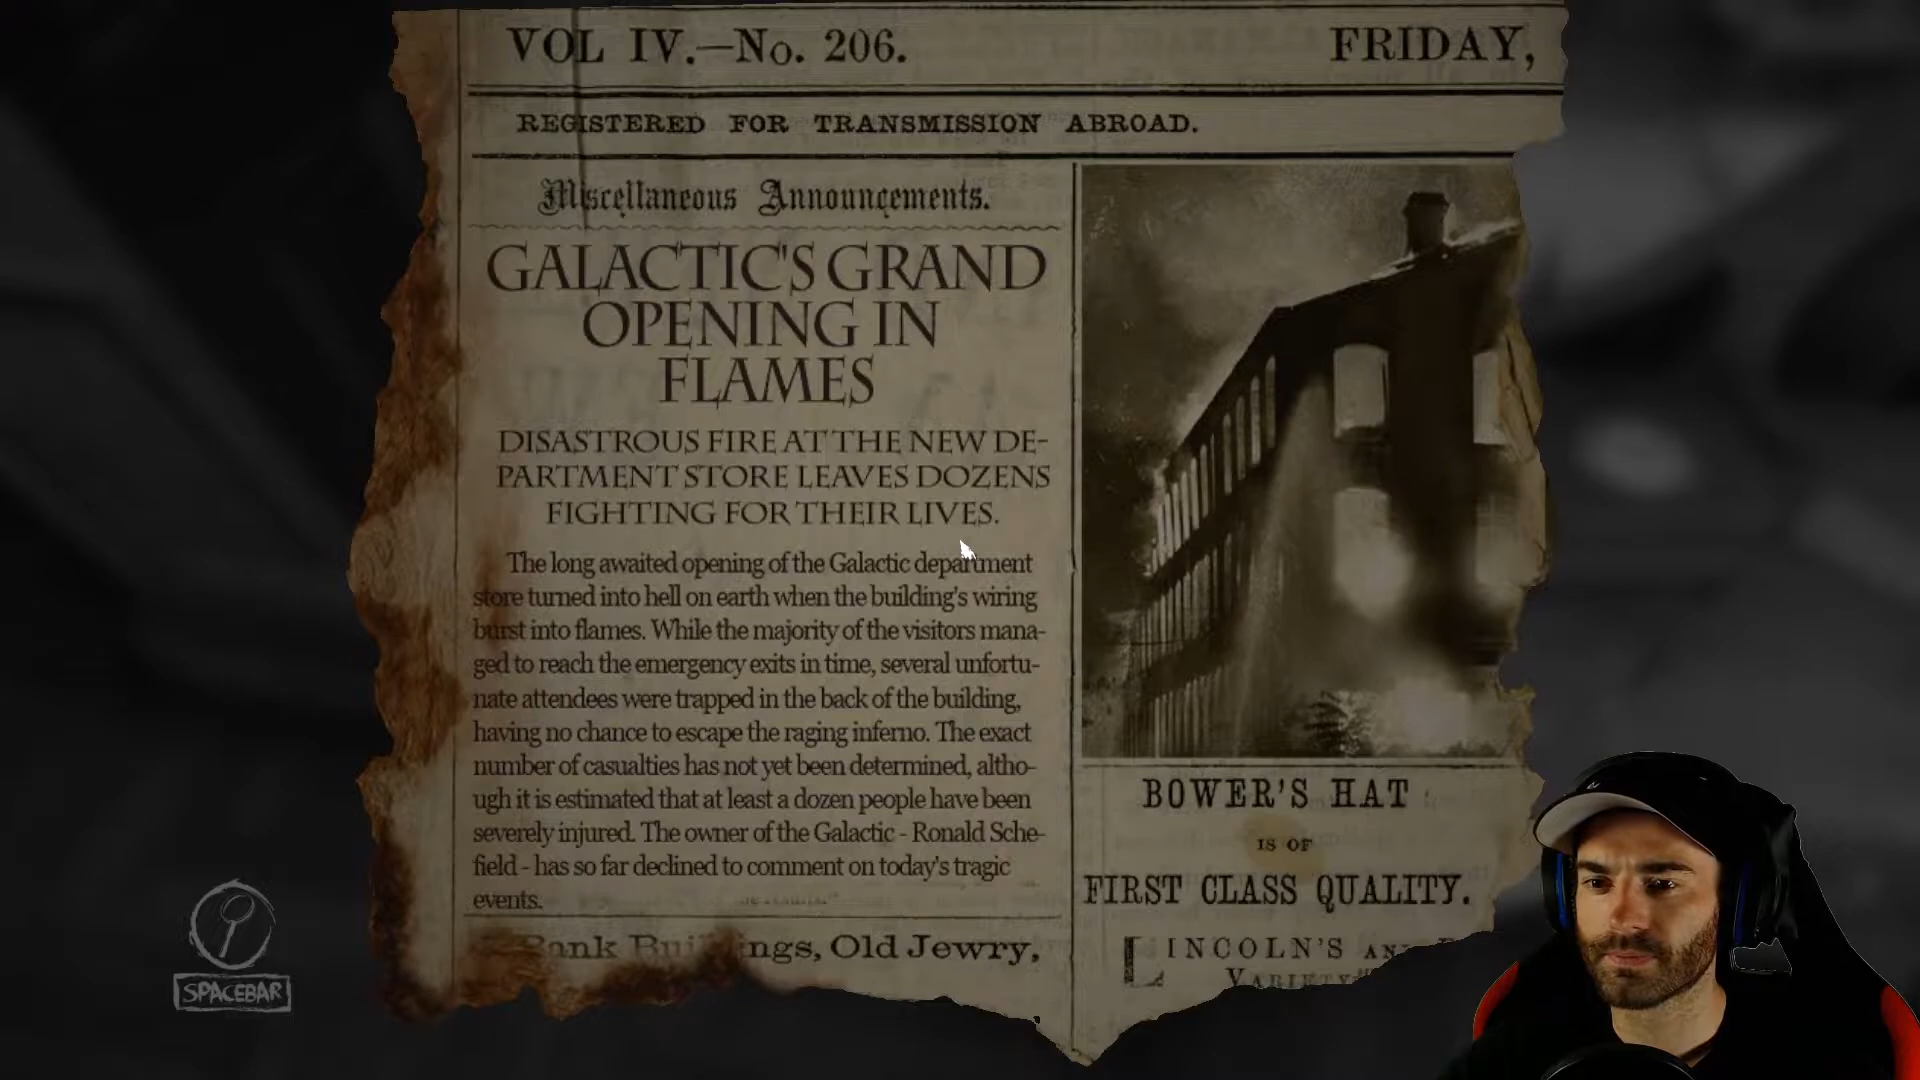 VOL IV.—No. 206.
FRIDAY,
REGISTERED FOR TRANSMISSION ABROAD.
Miscellaneous Announcements.
GALACTIC'S GRAND
OPENING IN
FLAMES
DISASTROUS FIRE AT THE NEW DE-
PARTMENT STORE LEAVES DOZENS
FIGHTING FOR THEIR LIVES.
The long awaited opening of the Galactic department
store turned into hell on earth when the building's wiring
burst into flames. While the majority of the visitors mana-
ged to reach the emergency exits in time, several unfortu-
nate attendees were trapped in the back of the building,
having no chance to escape the raging inferno. The exact
number of casualties has not yet been determined, altho-
ugh it is estimated that at least a dozen people have been
severely injured. The owner of the Galactic - Ronald Sche-
field - has so far declined to comment on today's tragic
events.
Bank ings, Old Jewry,
BOWER'S HAT
IS OF
FIRST CLASS QUALITY.
LINCOLN'S
VARIETY
SPACEBAR